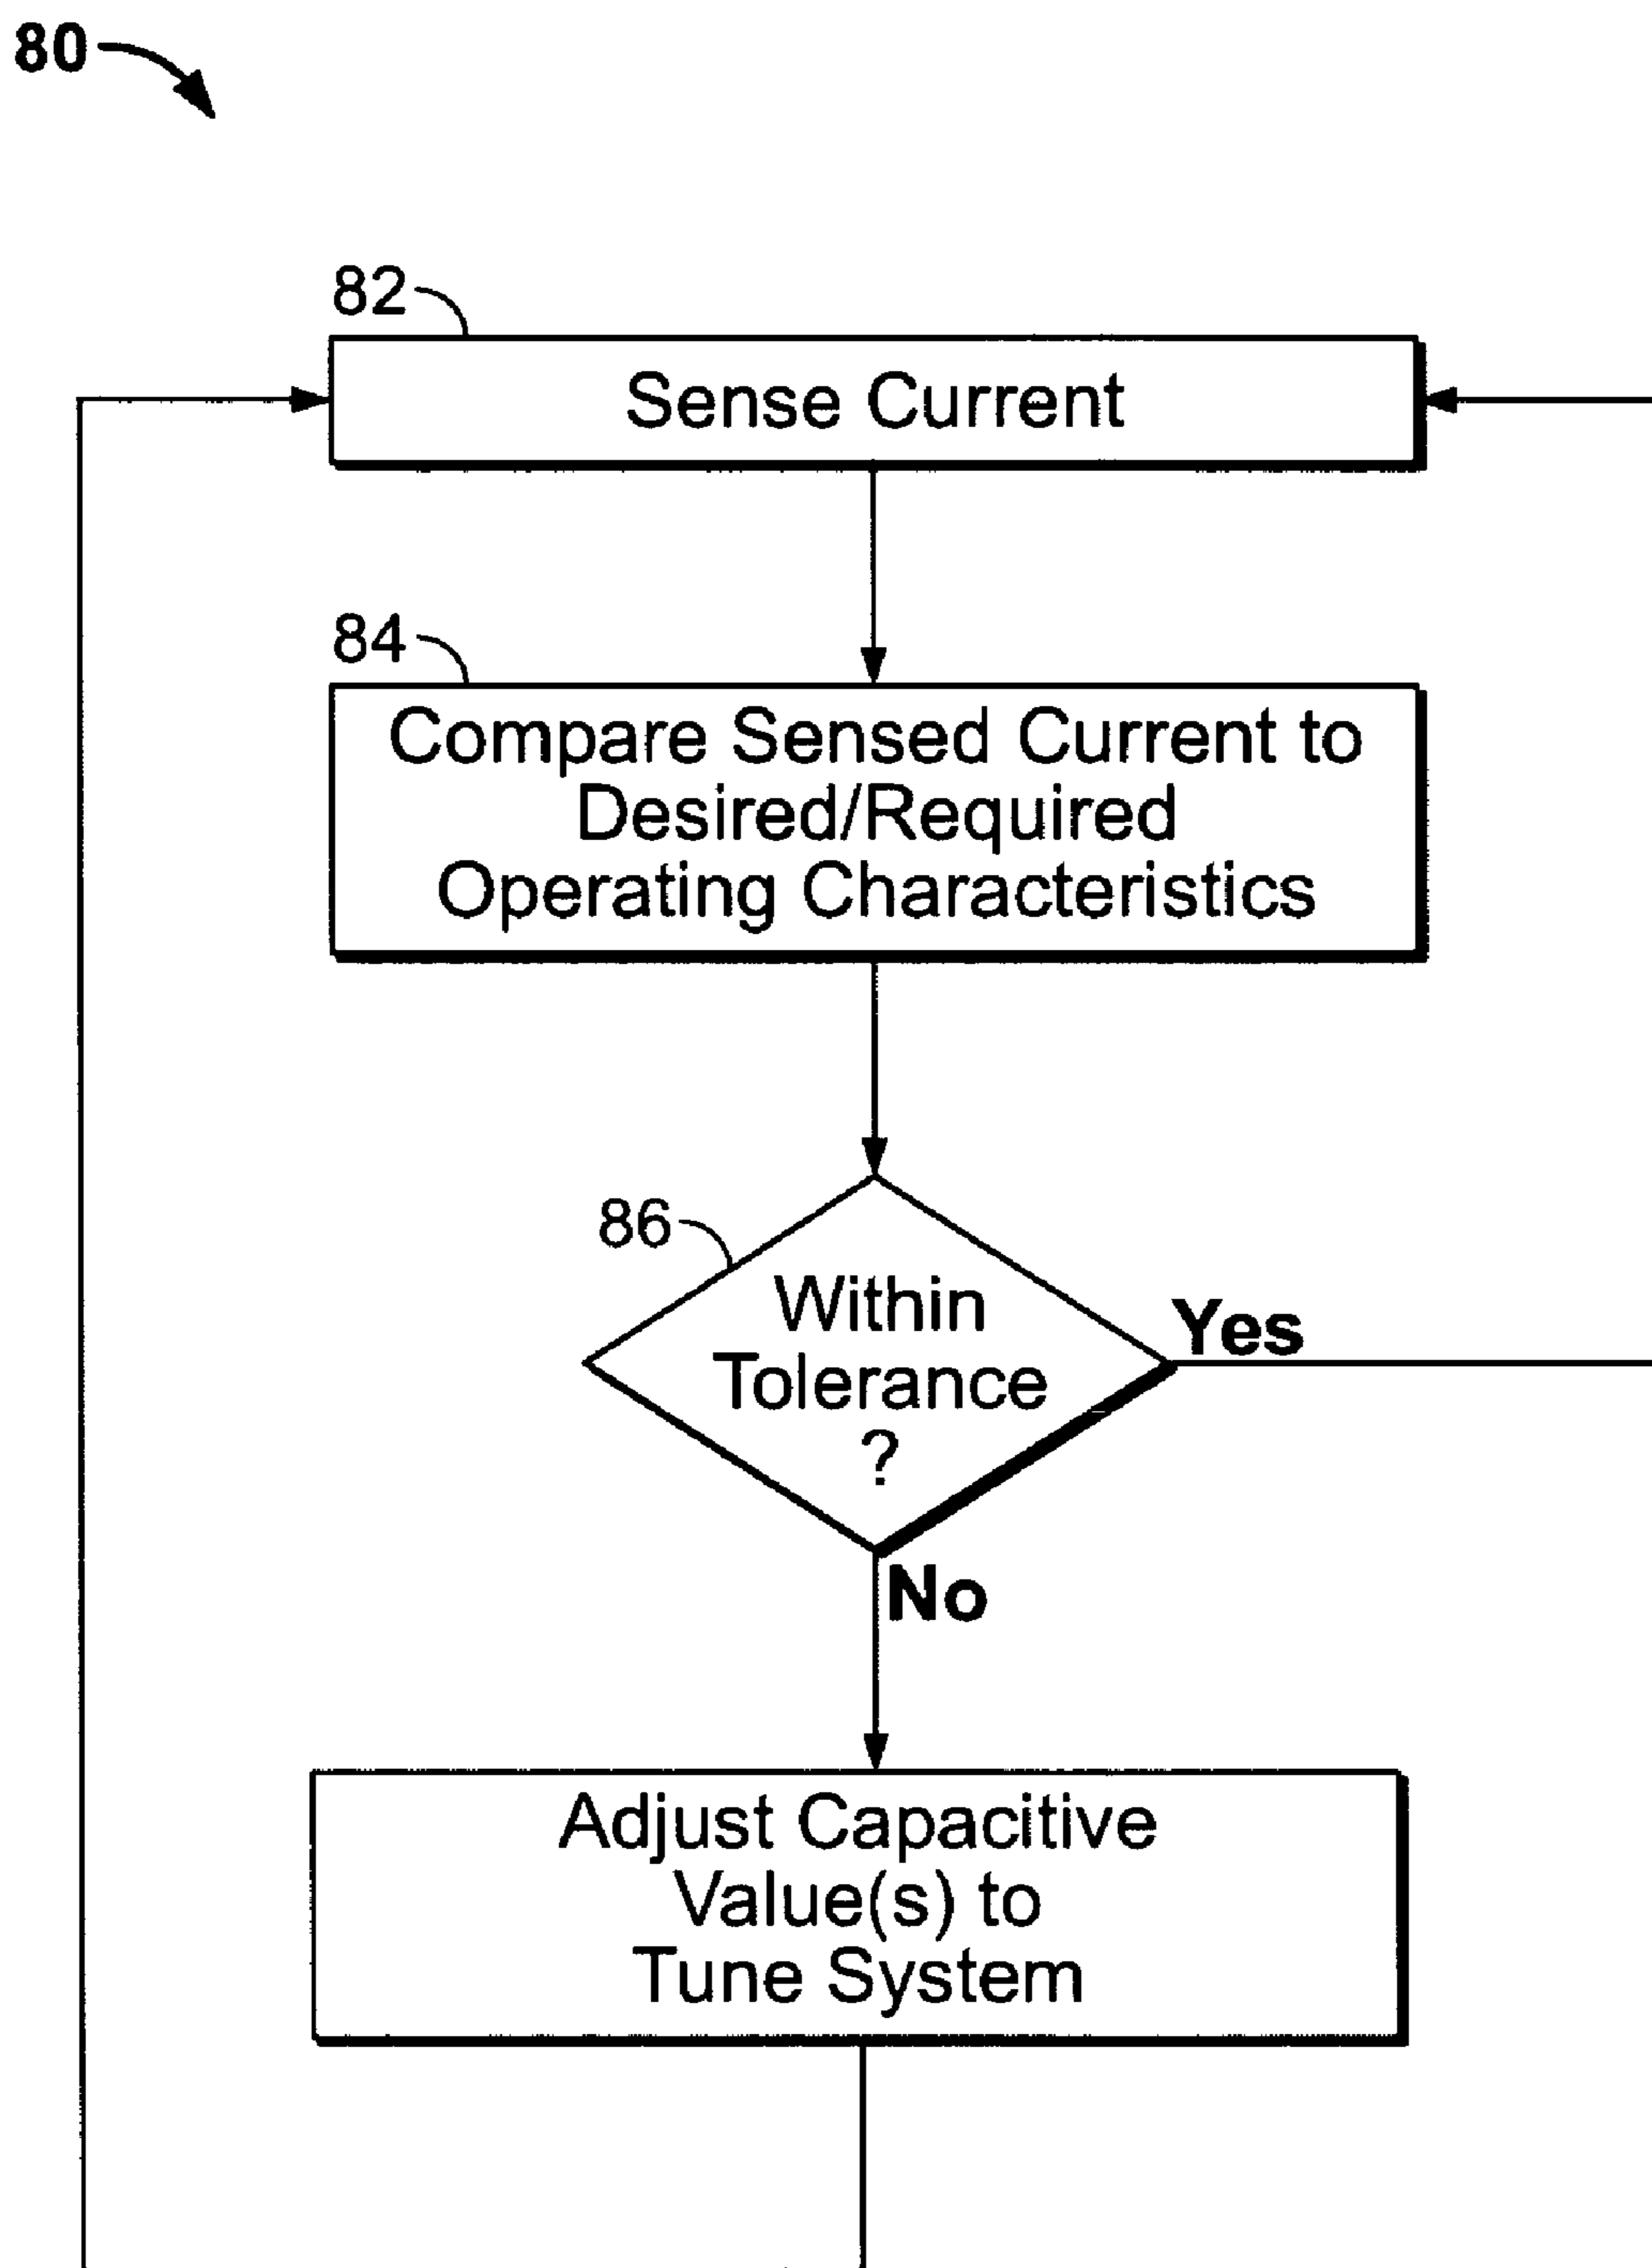 80
82
Sense Current
84
Compare Sensed Current to
Desired/Required
Operating Characteristics
86
Within
Tolerance
?
Yes
No
Adjust Capacitive
Value(s) to
Tune System